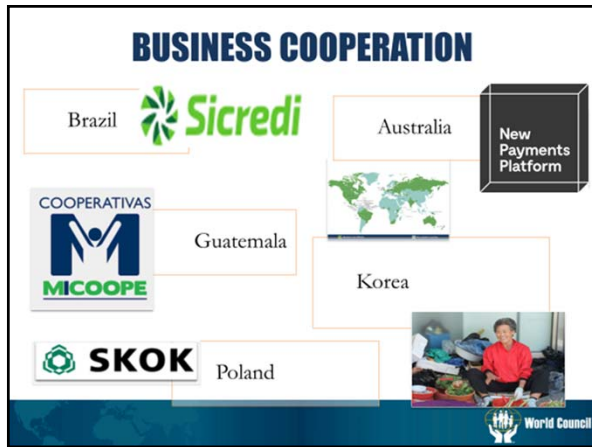 BUSINESS COOPERATION
Brazil
Sicredi
Australia
New
Payments
Platform
COOPERATIVAS
MICOOPE
Guatemala
Korea
SKOK
Poland
World Council